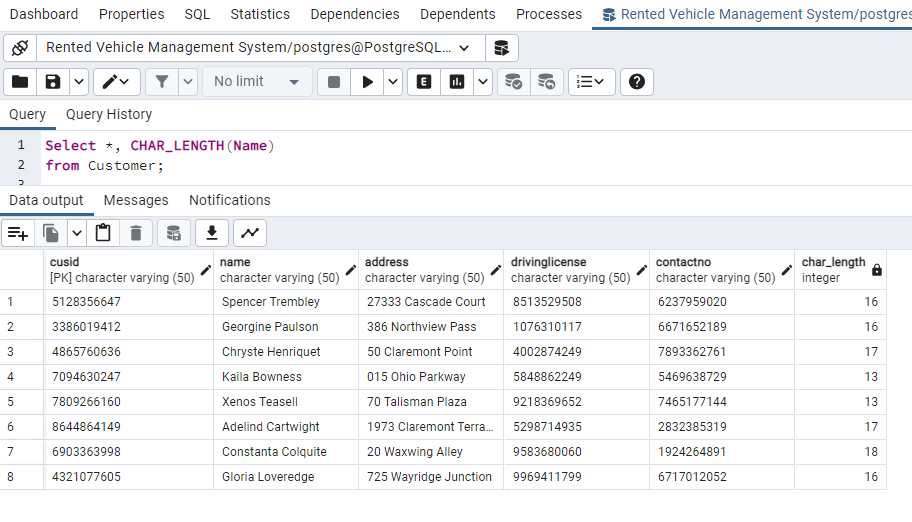 Dashboard Properties SQL Statistics Dependencies Dependents Processes Rented Vehicle Management System/postgres
Rented Vehicle Management System/postgres@PostgreSQL...
No limit E
Query Query History
1 Select *, CHAR_LENGTH(Name)
2 from Customer;
3
Data output Messages Notifications
cusid name address drivinglicense contactno char_length
[PK] character varying (50) character varying (50) character varying (50) character varying (50) character varying (50) integer
1 5128356647 Spencer Trembley 27333 Cascade Court 8513529508 6237959020 16
2 3386019412 Georgine Paulson 386 Northview Pass 1076310117 6671652189 16
3 4865760636 Chryste Henriquet 50 Claremont Point 4002874249 7893362761 17
4 7094630247 Kaila Bowness 015 Ohio Parkway 5848862249 5469638729 13
5 7809266160 Xenos Teasell 70 Talisman Plaza 9218369652 7465177144 13
6 8644864149 Adelind Cartwight 1973 Claremont Terra... 5298714935 2832385319 17
7 6903363998 Constanta Colquite 20 Waxwing Alley 9583680060 1924264891 18
8 4321077605 Gloria Loveredge 725 Wayridge Junction 9969411799 6717012052 16